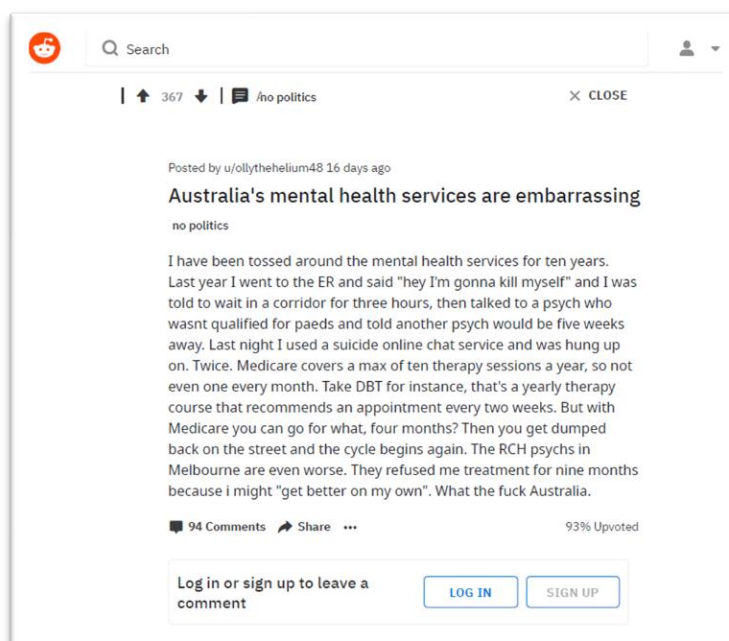 Search
367 /no politics
CLOSE
Posted by u/ollythehelium48 16 days ago
Australia's mental health services are embarrassing
no politics
I have been tossed around the mental health services for ten years.
Last year I went to the ER and said "hey I'm gonna kill myself" and I was
told to wait in a corridor for three hours, then talked to a psych who
wasnt qualified for paeds and told another psych would be five weeks
away. Last night I used a suicide online chat service and was hung up
on. Twice. Medicare covers a max of ten therapy sessions a year, so not
even one every month. Take DBT for instance, that's a yearly therapy
course that recommends an appointment every two weeks. But with
Medicare you can go for what, four months? Then you get dumped
back on the street and the cycle begins again. The RCH psychs in
Melbourne are even worse. They refused me treatment for nine months
because i might "get better on my own". What the fuck Australia.
94 Comments Share ••• 93% Upvoted
Log in or sign up to leave a
comment
LOG IN SIGN UP